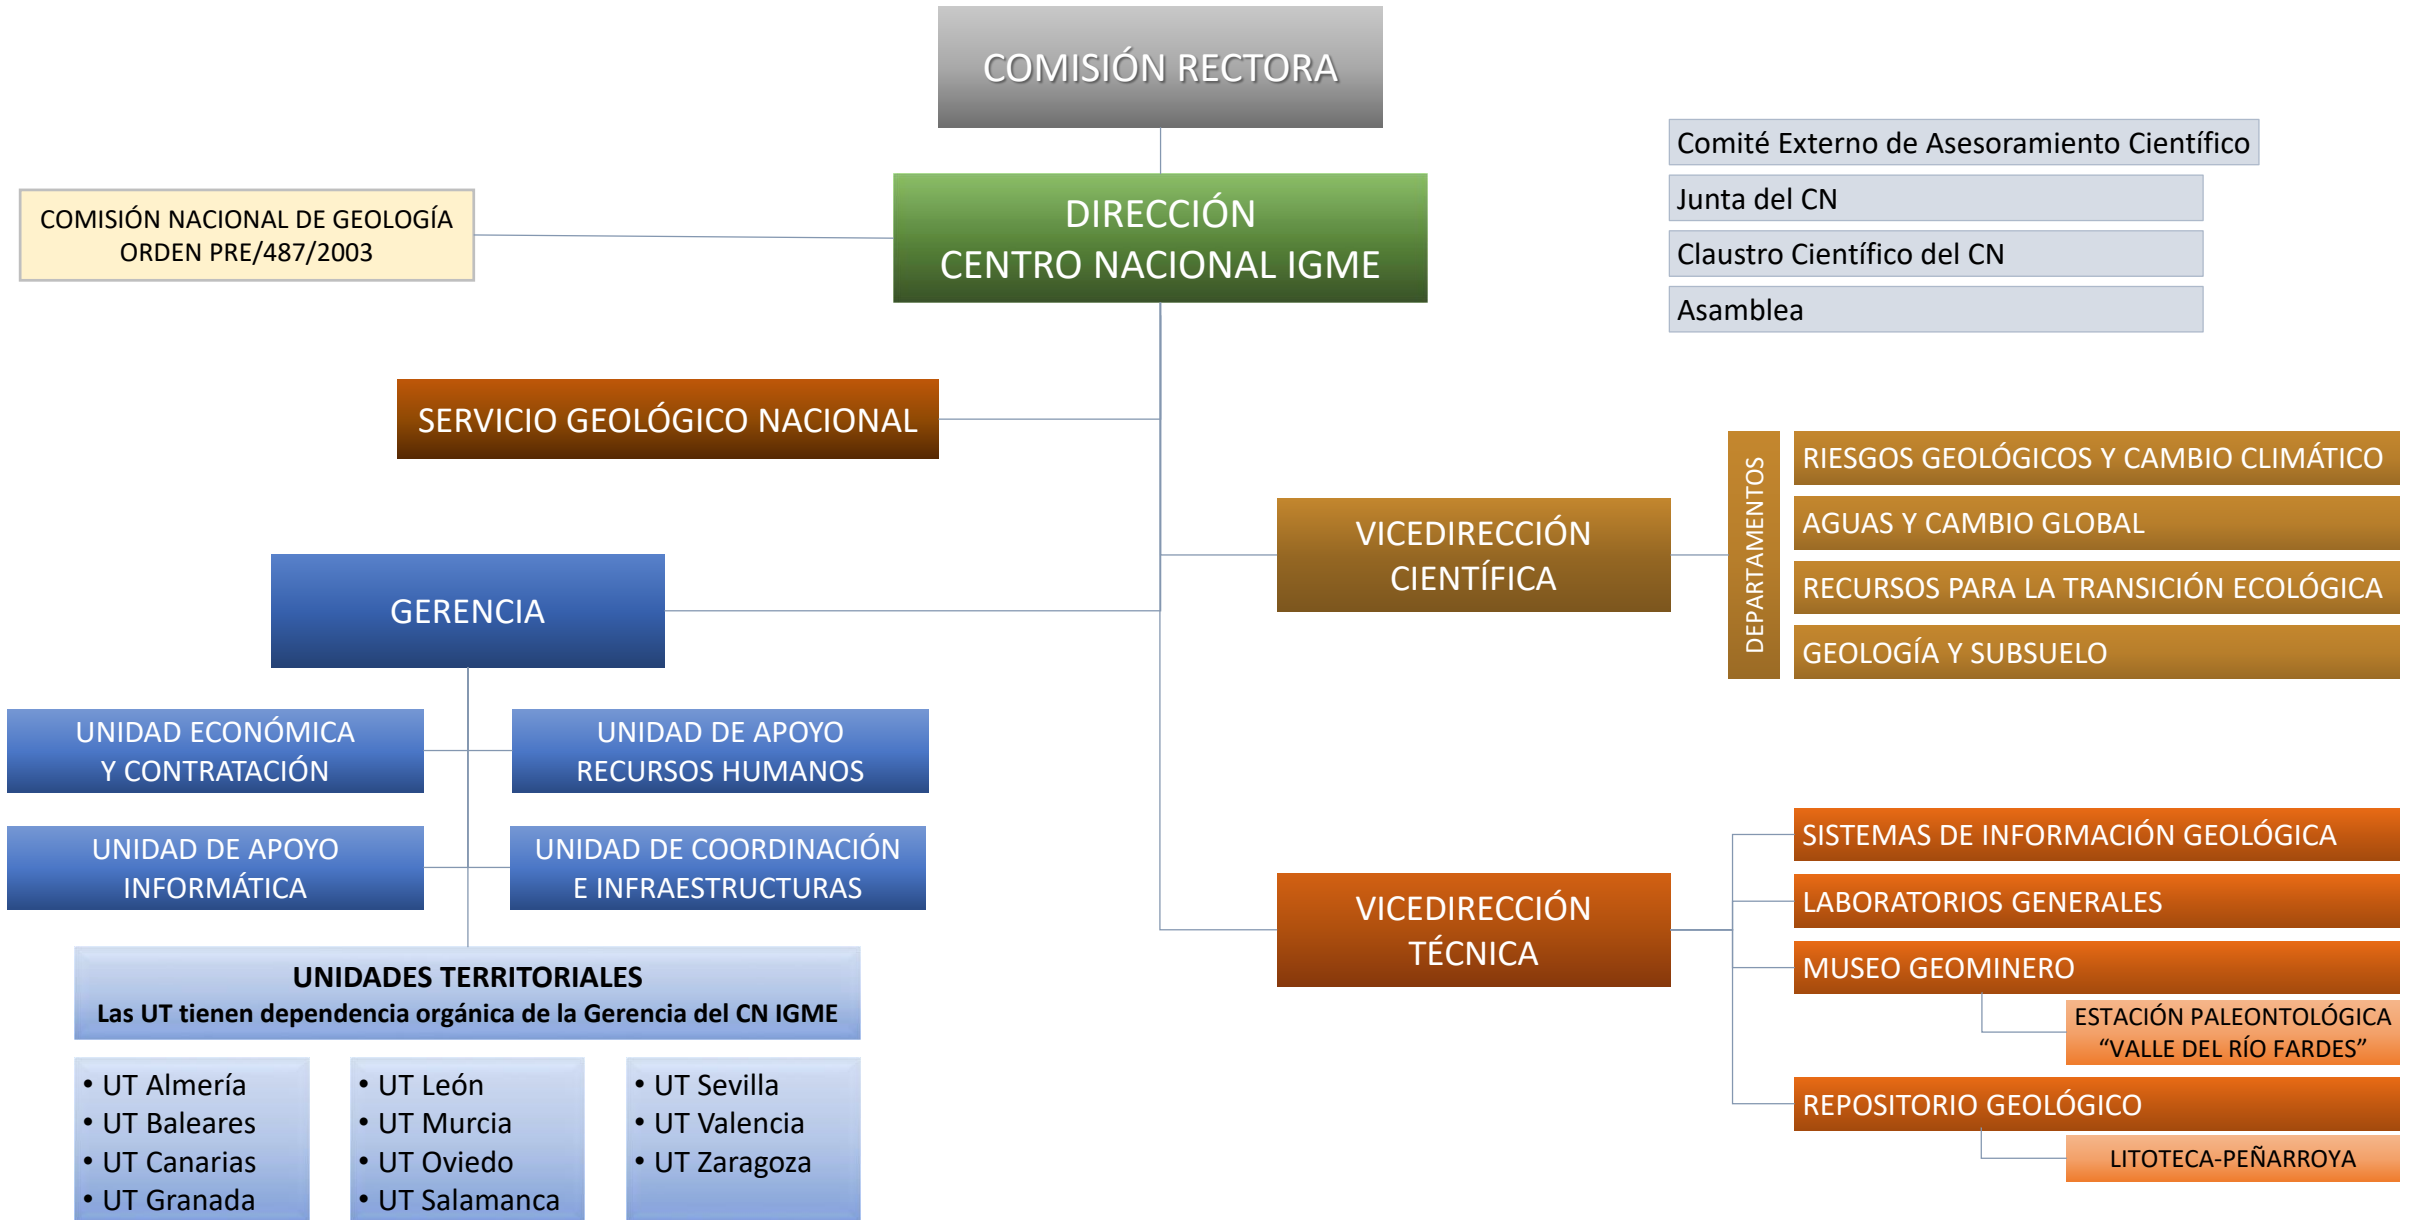 COMISIÓN RECTORA
Comité Externo de Asesoramiento Científico
Junta del CN
Claustro Científico del CN
Asamblea
COMISIÓN NACIONAL DE GEOLOGÍA
ORDEN PRE/487/2003
DIRECCIÓN
CENTRO NACIONAL IGME
SERVICIO GEOLÓGICO NACIONAL
VICEDIRECCIÓN
CIENTÍFICA
DEPARTAMENTOS
RIESGOS GEOLÓGICOS Y CAMBIO CLIMÁTICO
AGUAS Y CAMBIO GLOBAL
RECURSOS PARA LA TRANSICIÓN ECOLÓGICA
GEOLOGÍA Y SUBSUELO
GERENCIA
UNIDAD ECONÓMICA
Y CONTRATACIÓN
UNIDAD DE APOYO
RECURSOS HUMANOS
UNIDAD DE APOYO
INFORMÁTICA
UNIDAD DE COORDINACIÓN
E INFRAESTRUCTURAS
UNIDADES TERRITORIALES
Las UT tienen dependencia orgánica de la Gerencia del CN IGME
• UT Almería
• UT Baleares
• UT Canarias
• UT Granada
• UT León
• UT Murcia
• UT Oviedo
• UT Salamanca
• UT Sevilla
• UT Valencia
• UT Zaragoza
VICEDIRECCIÓN
TÉCNICA
SISTEMAS DE INFORMACIÓN GEOLÓGICA
LABORATORIOS GENERALES
MUSEO GEOMINERO
ESTACIÓN PALEONTOLÓGICA
“VALLE DEL RÍO FARDES”
REPOSITORIO GEOLÓGICO
LITOTECA-PEÑARROYA